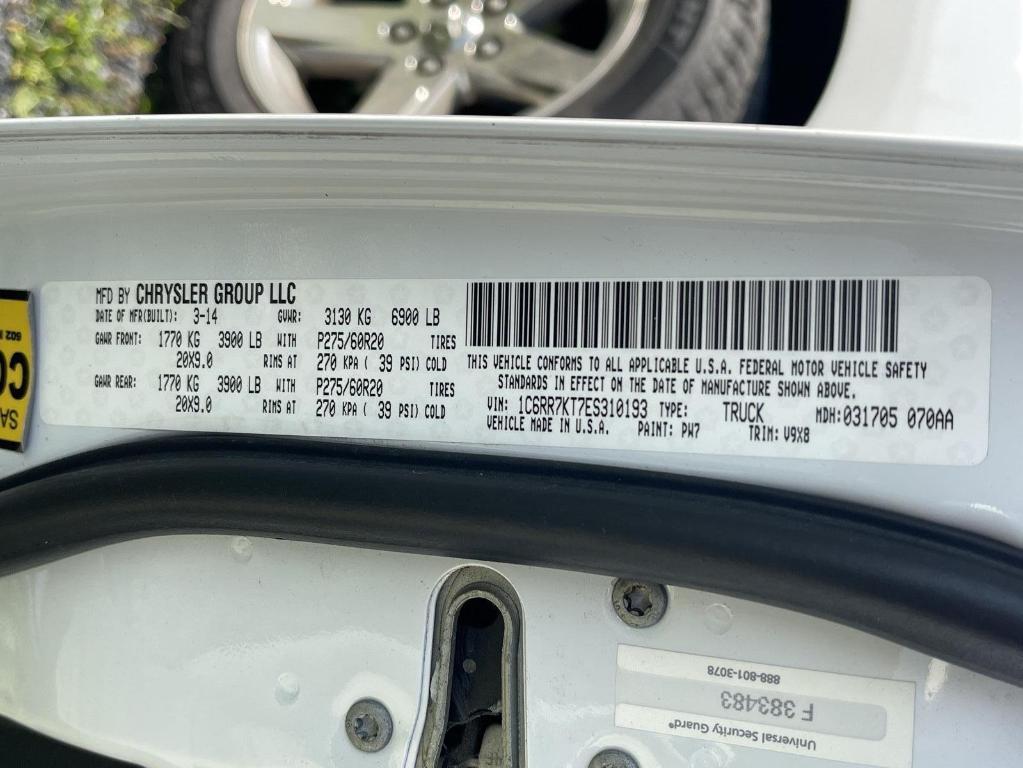 MFD BY CHRYSLER GROUP LLC
DATE OF MFR(BUILT): 3-14 GVWR: 3130 KG 6900 LB
GAWR FRONT: 1770 KG 3900 LB WITH P275/60R20 TIRES
20X9.0 RIMS AT 270 KPA ( 39 PSI) COLD
GAWR REAR: 1770 KG 3900 LB WITH P275/60R20 TIRES
20X9.0 RIMS AT 270 KPA ( 39 PSI) COLD
THIS VEHICLE CONFORMS TO ALL APPLICABLE U.S.A. FEDERAL MOTOR VEHICLE SAFETY
STANDARDS IN EFFECT ON THE DATE OF MANUFACTURE SHOWN ABOVE.
VIN: 1C6RR7KT7ES310193 TYPE: TRUCK MDH:031705 070AA
VEHICLE MADE IN U.S.A. PAINT: PW7 TRIM: V9X8
Universal Security Guard®
F 383483
888-801-3078